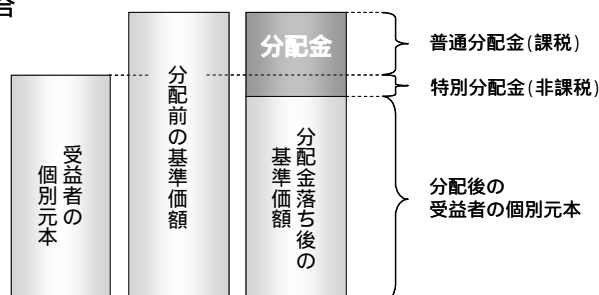 合
受益者の
個別元本
分配前の基準価額
分配金
分配金落ち後の
基準価額
普通分配金(課税)
特別分配金(非課税)
分配後の
受益者の個別元本